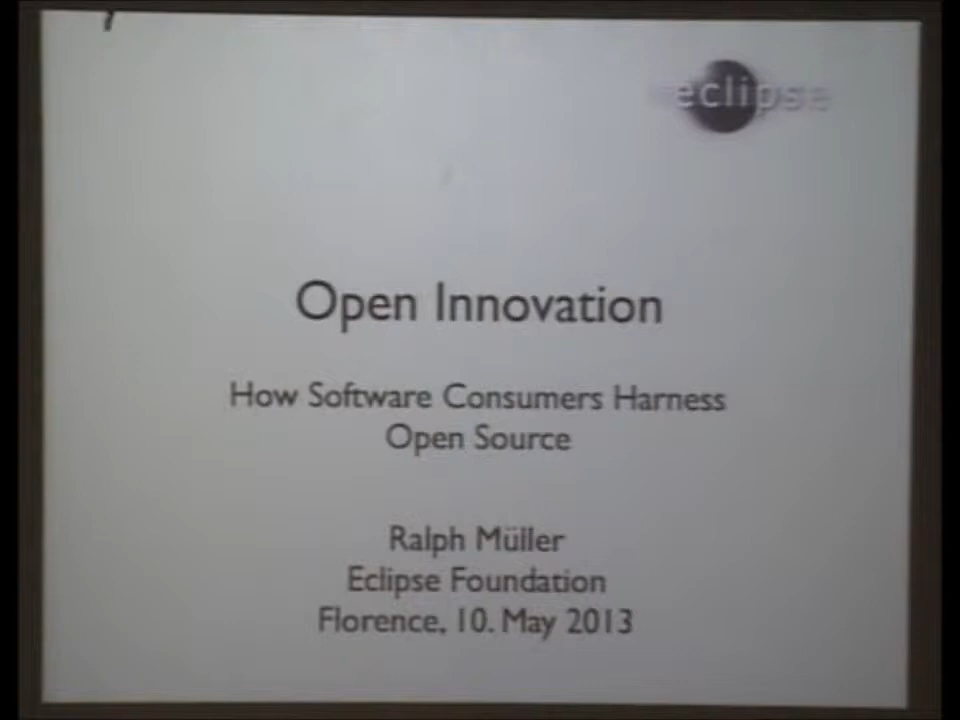 eclipse
Open Innovation
How Software Consumers Harness
Open Source
Ralph Müller
Eclipse Foundation
Florence, 10. May 2013